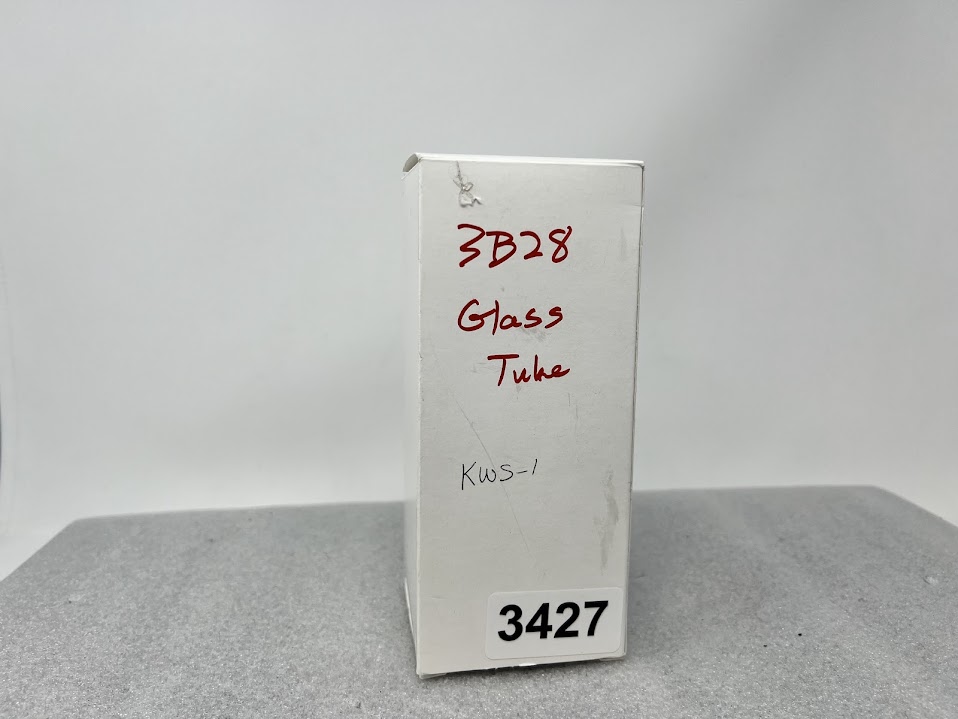 3B28
Glass
Tube
KWS-1
3427